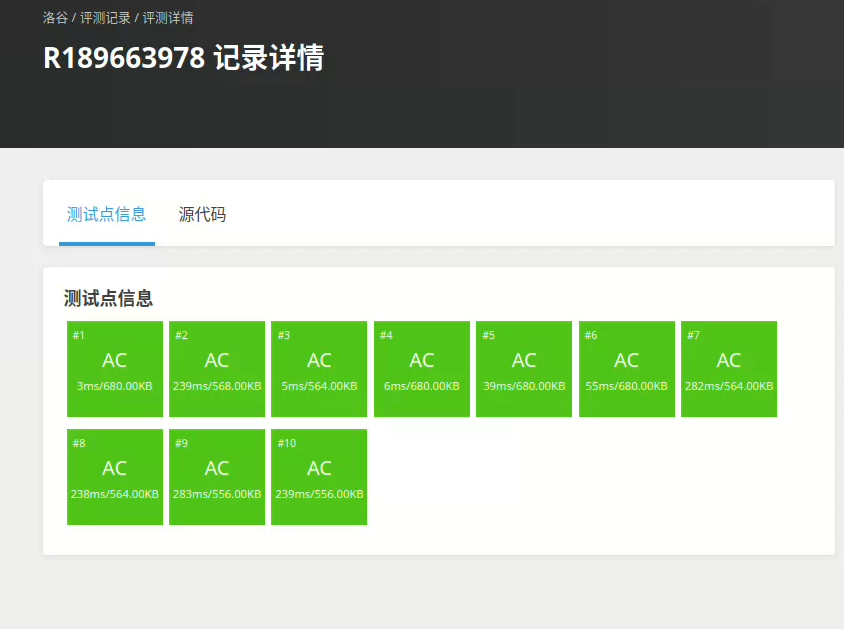 洛谷 / 评测记录 / 评测详情
R189663978 记录详情
测试点信息 源代码
测试点信息
#1 #2 #3 #4 #5 #6 #7
AC AC AC AC AC AC AC
3ms/680.00KB 239ms/568.00KB 5ms/564.00KB 6ms/680.00KB 39ms/680.00KB 55ms/680.00KB 282ms/564.00KB
#8 #9 #10
AC AC AC
238ms/564.00KB 283ms/556.00KB 239ms/556.00KB